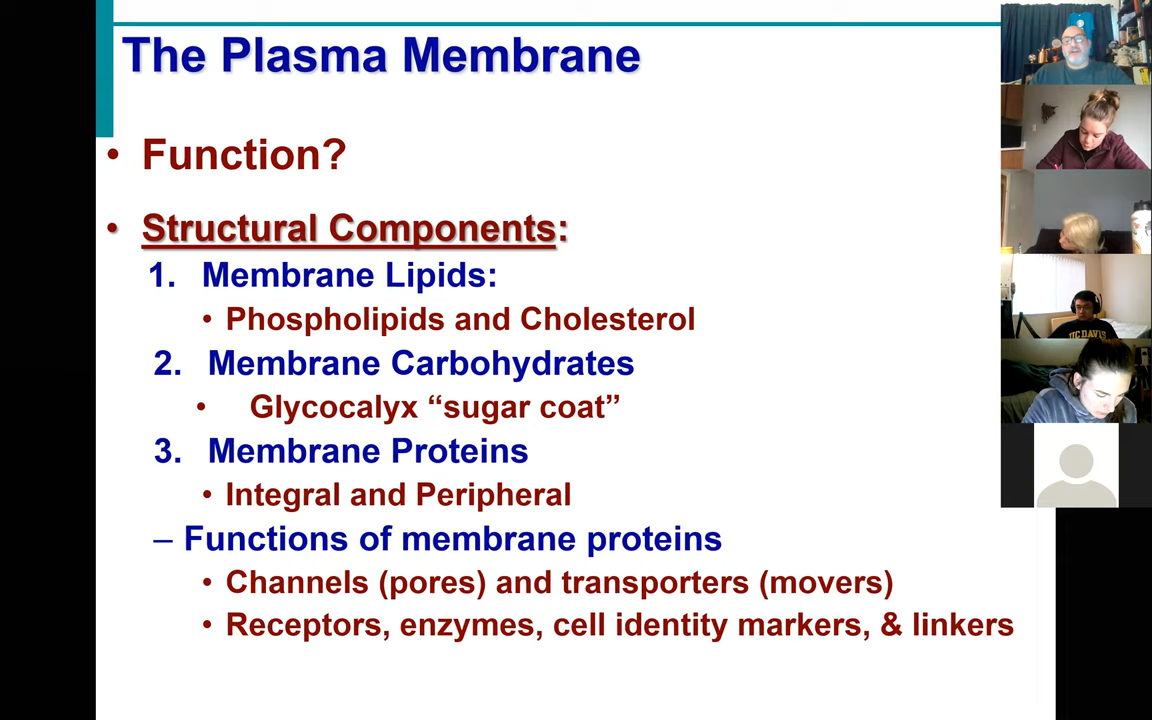 The Plasma Membrane
• Function?
• Structural Components:
1. Membrane Lipids:
• Phospholipids and Cholesterol
2. Membrane Carbohydrates
• Glycocalyx “sugar coat”
3. Membrane Proteins
• Integral and Peripheral
– Functions of membrane proteins
• Channels (pores) and transporters (movers)
• Receptors, enzymes, cell identity markers, & linkers
UC DAVIS